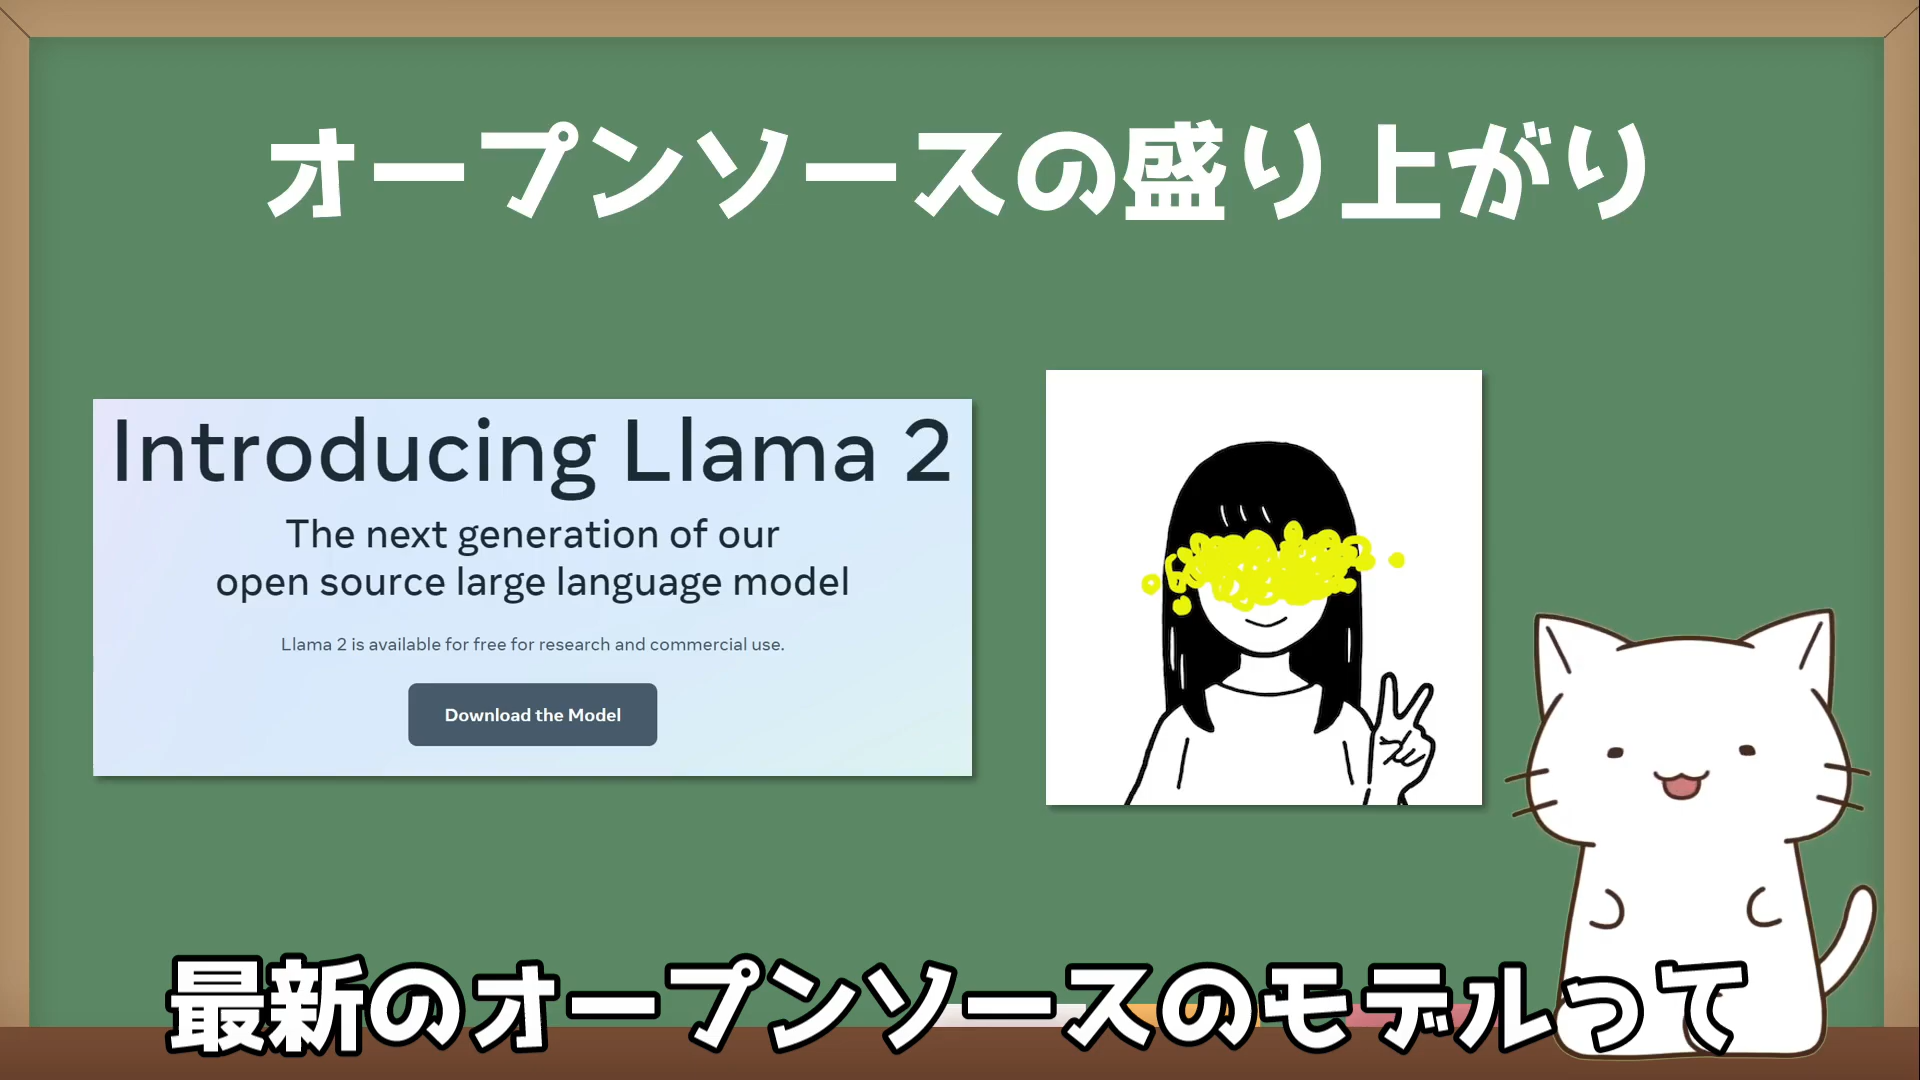 オープンソースの盛り上がり
Introducing Llama 2
The next generation of our
open source large language model
Llama 2 is available for free for research and commercial use.
Download the Model
最新のオープンソースのモデルって